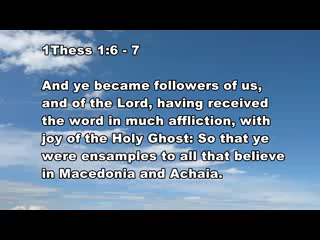 1Thess 1:6 - 7
And ye became followers of us,
and of the Lord, having received
the word in much affliction, with
joy of the Holy Ghost: So that ye
were ensamples to all that believe
in Macedonia and Achaia.